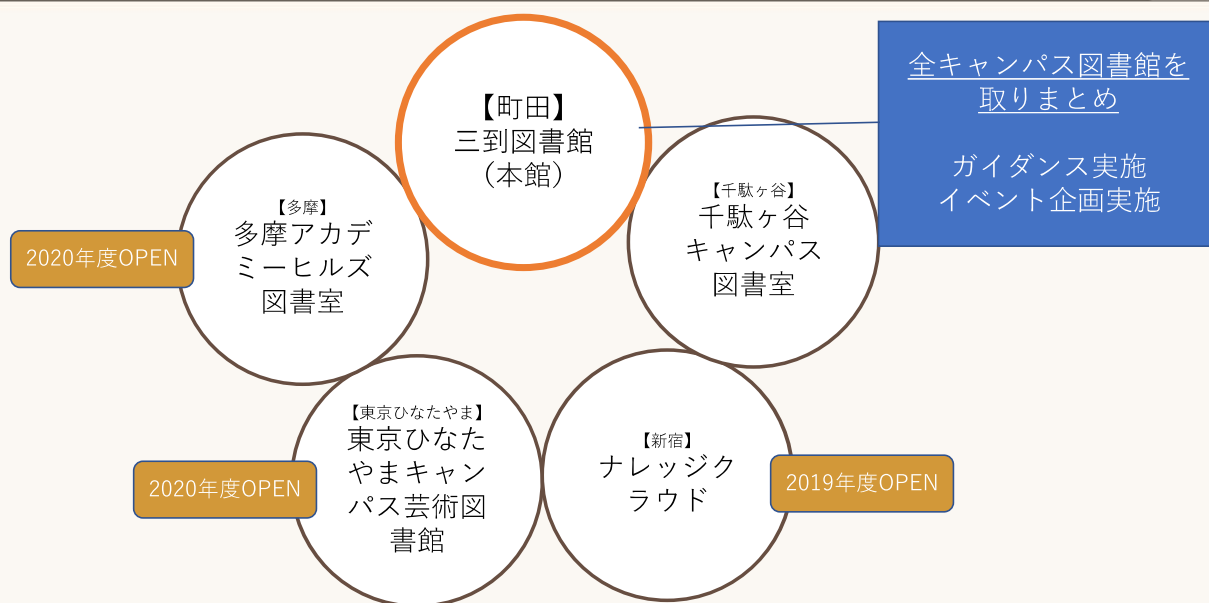 【町田】
三到図書館
（本館）
全キャンパス図書館を
取りまとめ
ガイダンス実施
イベント企画実施
【千駄ヶ谷】
千駄ヶ谷
キャンパス
図書室
【多摩】
多摩アカデ
ミーヒルズ
図書室
2020年度OPEN
【東京ひなたやま】
東京ひなた
やまキャン
パス芸術図
書館
2020年度OPEN
【新宿】
ナレッジク
ラウド
2019年度OPEN